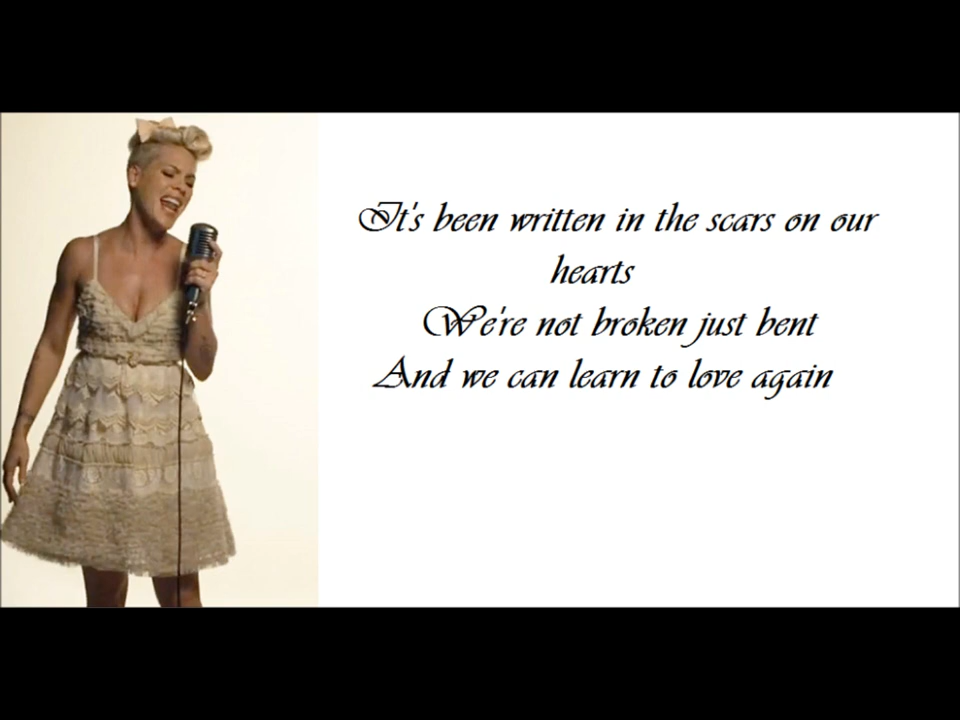 It's been written in the scars on our
hearts
We're not broken just bent
And we can learn to love again